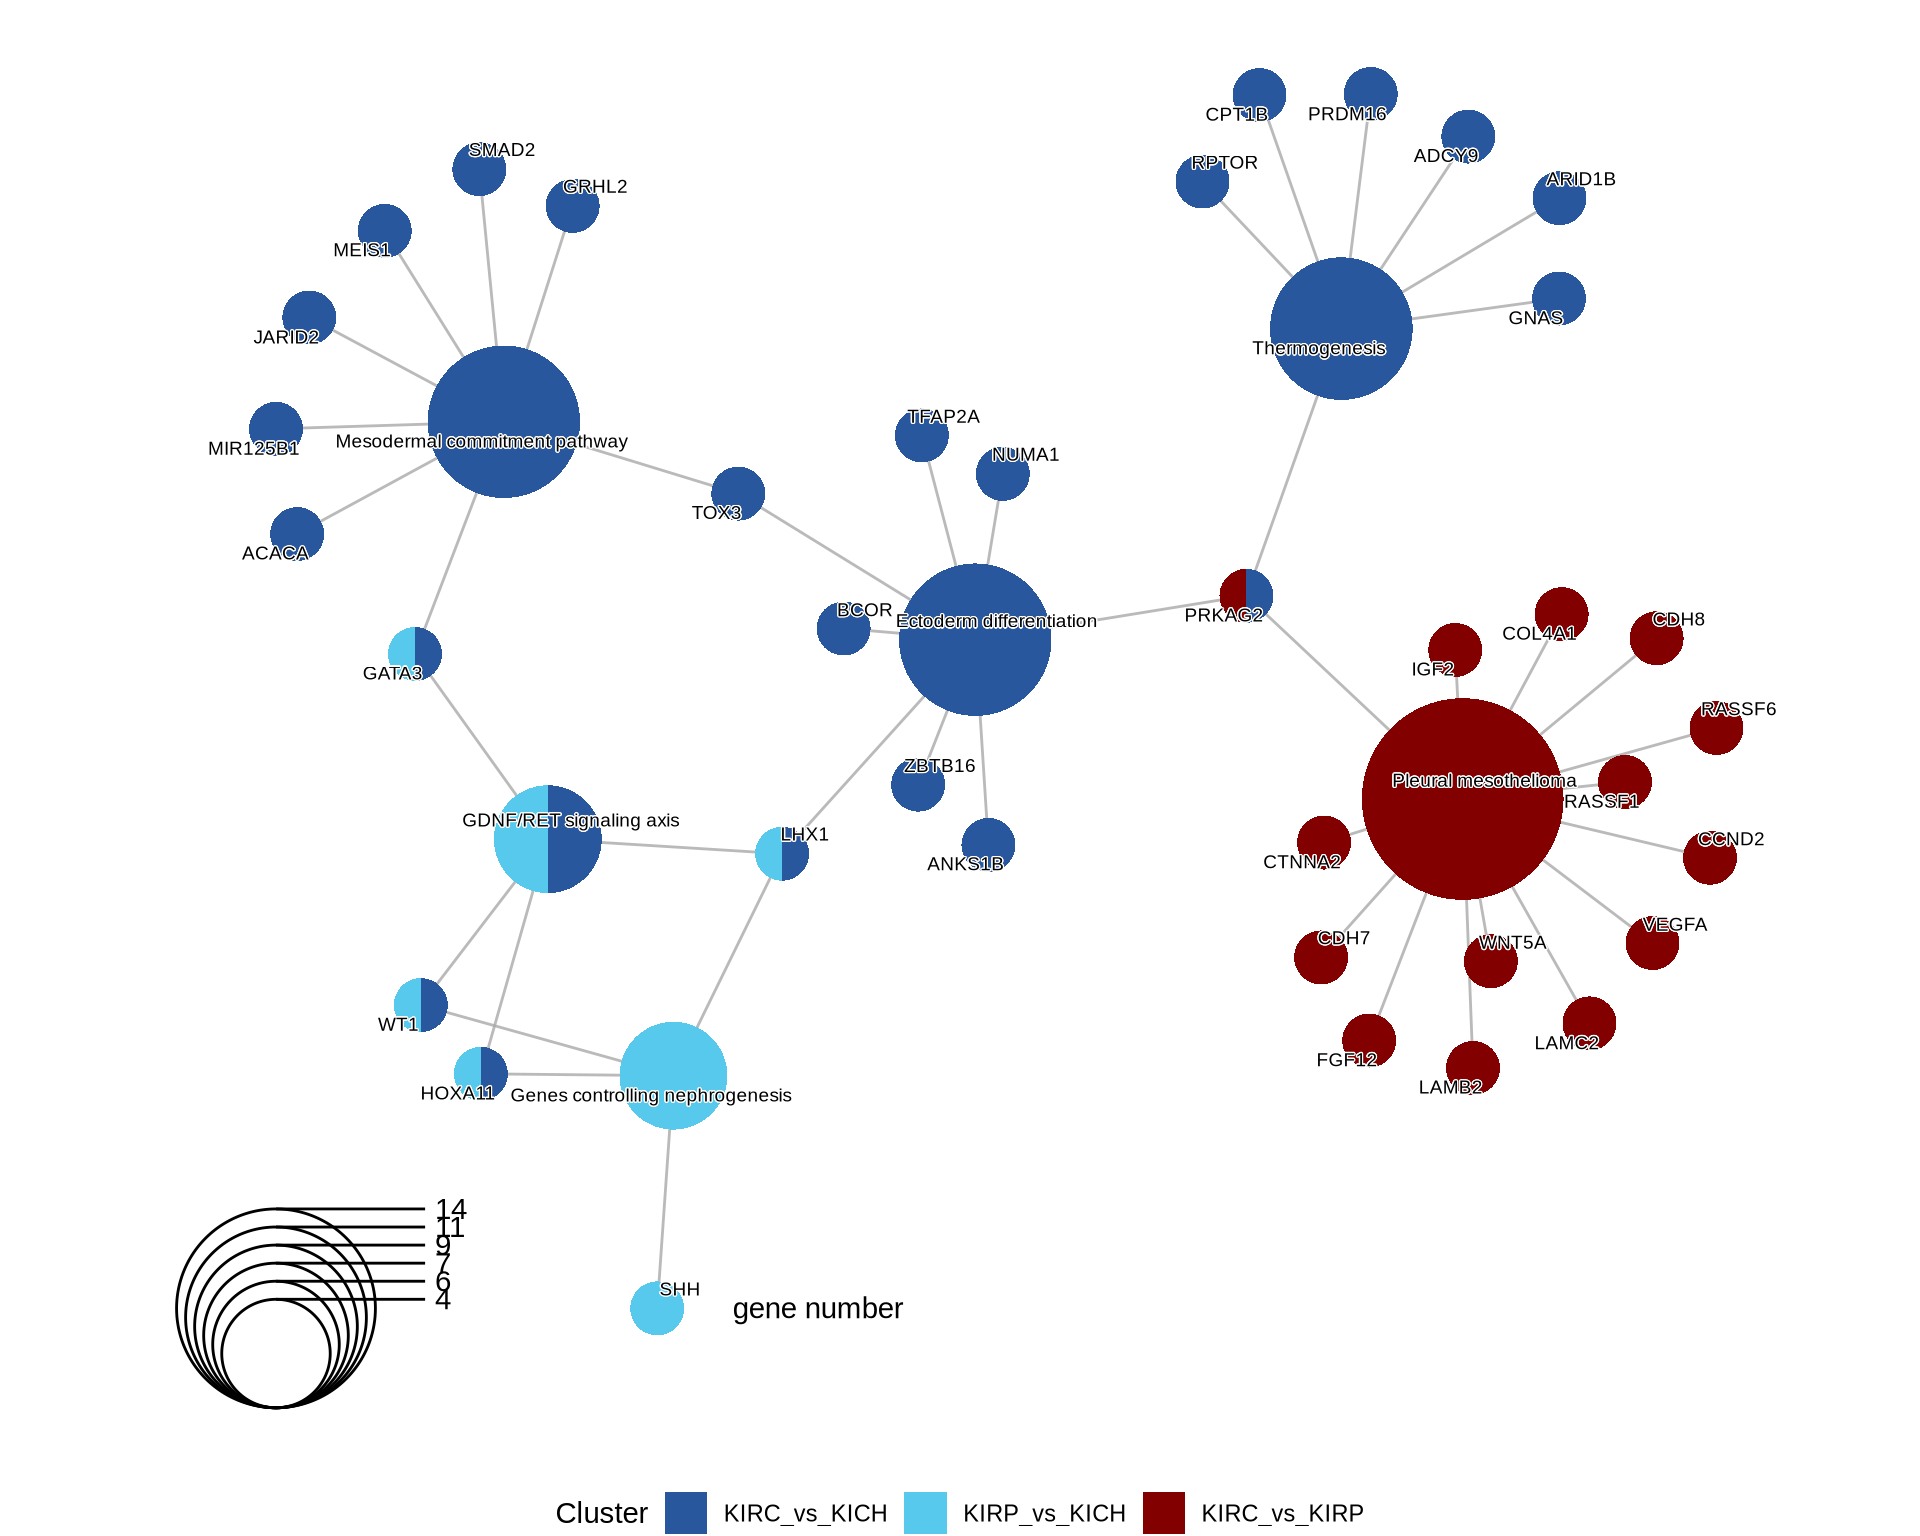 CPT1B
PRDM16
ADCY9
SMAD2
RPTOR
ARID1B
GRHL2
MEIS1
GNAS
JARID2
Thermogenesis
TFAP2A
Mesodermal commitment pathway
MIR125B1
NUMA1
TOX3
ACACA
BCOR
Ectoderm differentiation
PRKAG2
COL4A1
CDH8
IGF2
GATA3
RASSF6
ZBTB16
Pleural mesothelioma
RASSF1
GDNF/RET signaling axis
LHX1
CCND2
ANKS1B
CTNNA2
VEGFA
CDH7
WNT5A
WT1
LAMC2
FGF12
LAMB2
HOXA11
Genes controlling nephrogenesis
14
11
9
7
6
4
SHH
gene number
Cluster KIRC_vs_KICH KIRP_vs_KICH KIRC_vs_KIRP